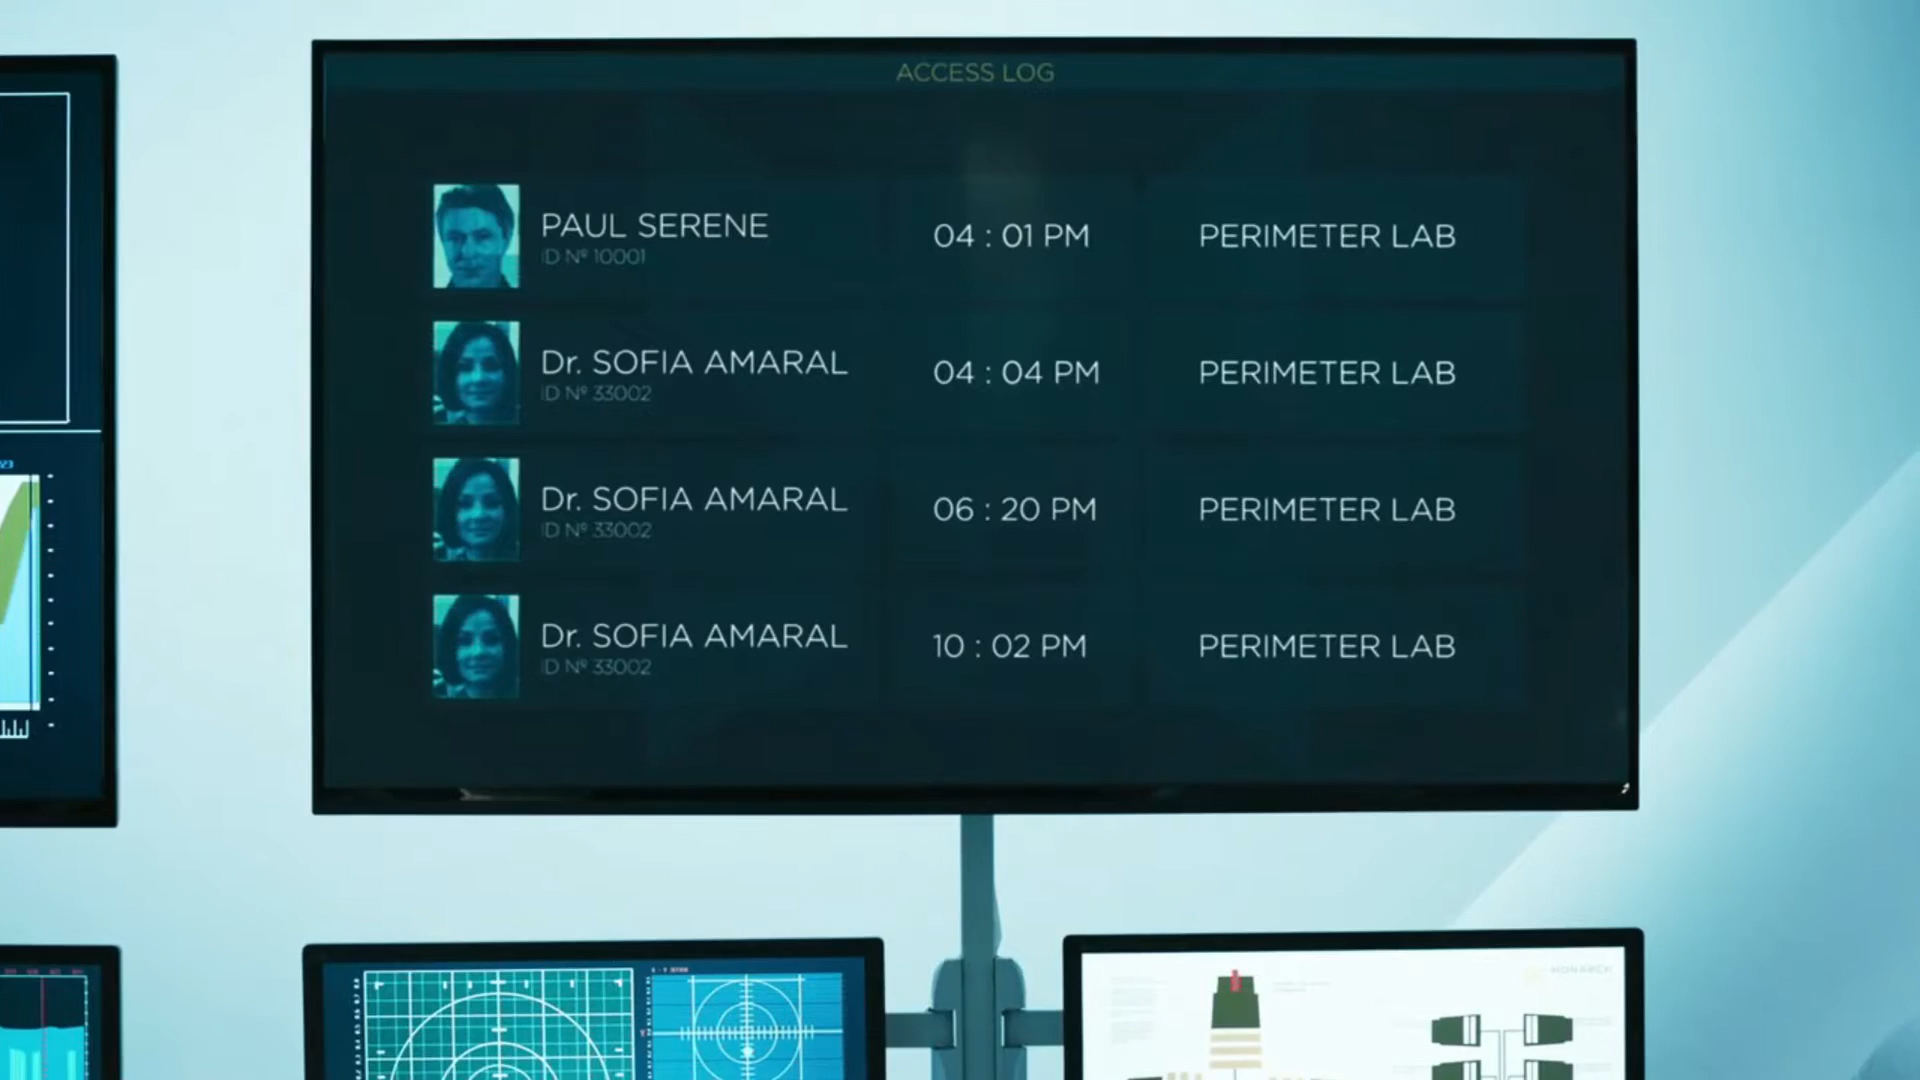 ACCESS LOG
PAUL SERENE
ID Nº 10001
04 : 01 PM
PERIMETER LAB
Dr. SOFIA AMARAL
ID Nº 33002
04 : 04 PM
PERIMETER LAB
Dr. SOFIA AMARAL
ID Nº 33002
06 : 20 PM
PERIMETER LAB
Dr. SOFIA AMARAL
ID Nº 33002
10 : 02 PM
PERIMETER LAB
MONARCH